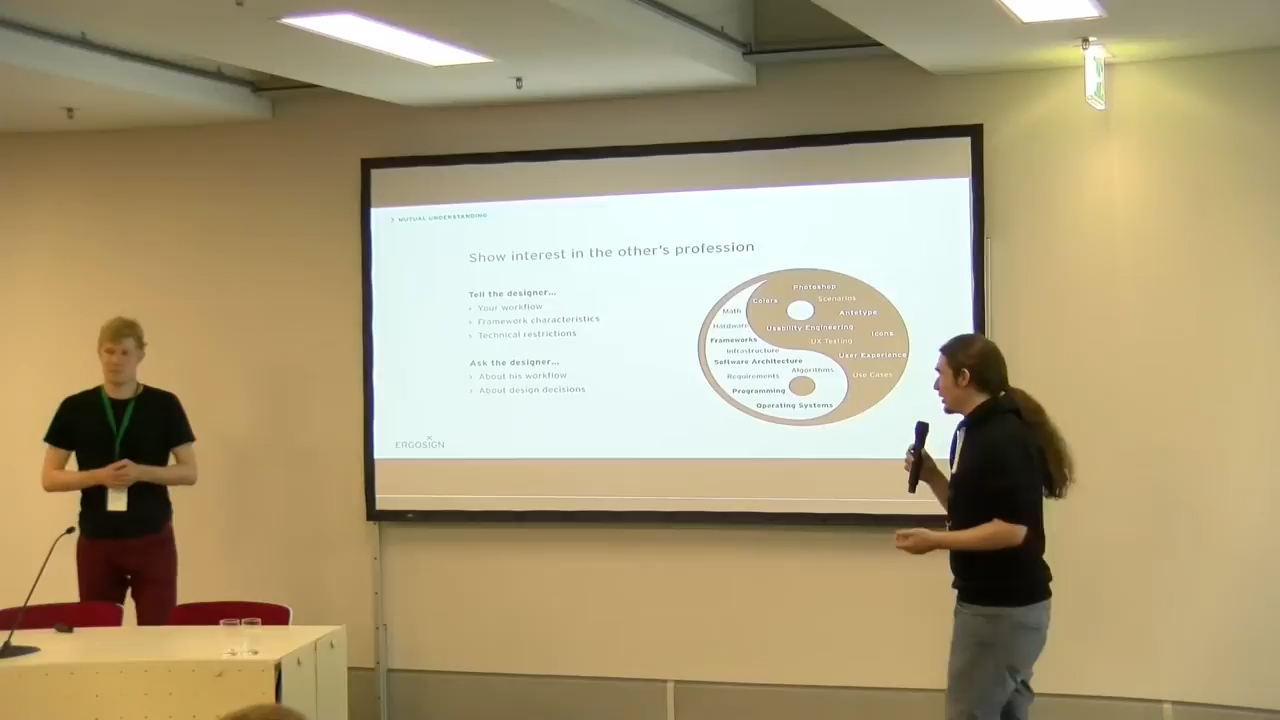 3 MUTUAL UNDERSTANDING
Show interest in the other's profession
Tell the designer...
› Your workflow
› Framework characteristics
› Technical restrictions
Ask the designer...
› About his workflow
› About design decisions
Photoshop
Colors
Scenarios
Math
Antetype
Hardware
Usability Engineering
Icons
Frameworks
UX Testing
Infrastructure
User Experience
Software Architecture
Algorithms
Requirements
Use Cases
Programming
Operating Systems
ERGOSIGN